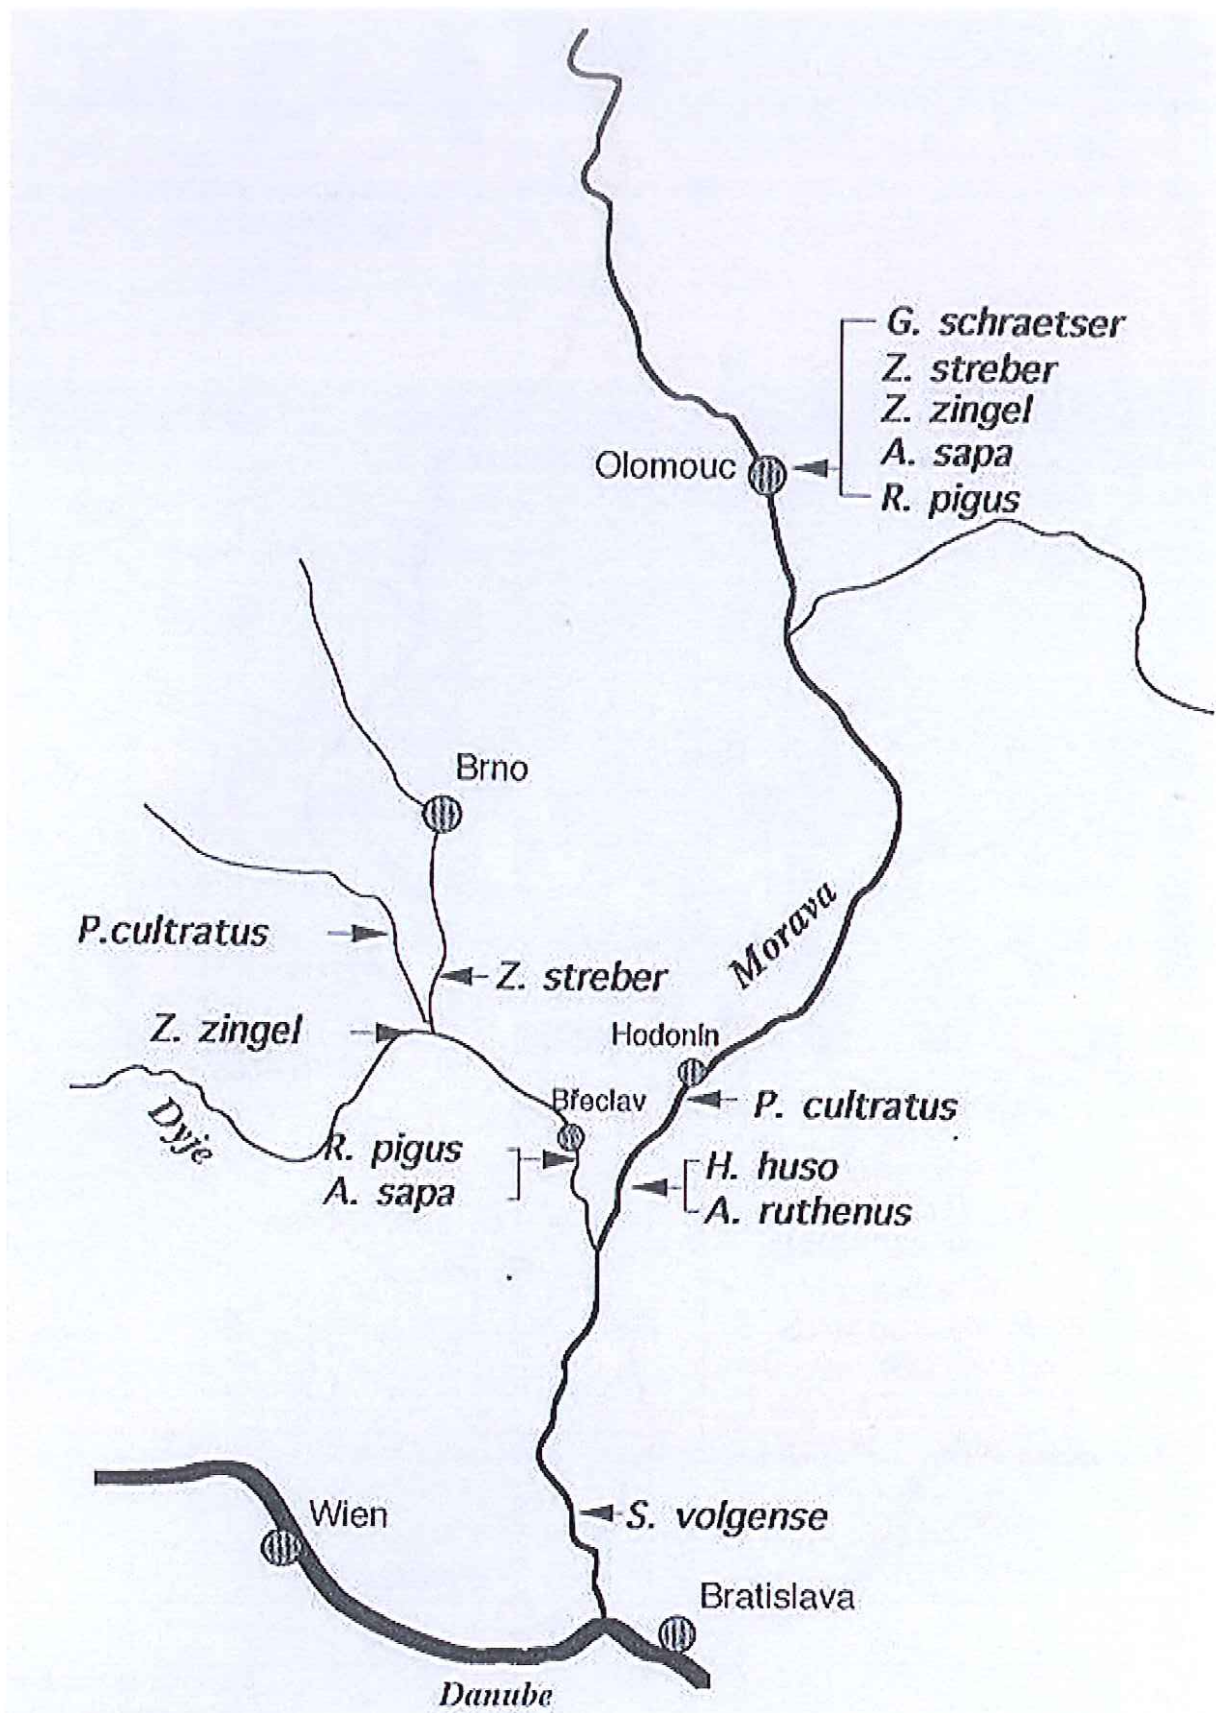 G. schraetser
Z. streber
Z. zingel
A. sapa
R. pigus
Olomouc
Brno
Morava
P.cultratus
Z. streber
Z. zingel
Hodonín
Břeclav
Dyje
P. cultratus
R. pigus
A. sapa
H. huso
A. ruthenus
Wien
S. volgense
Bratislava
Danube